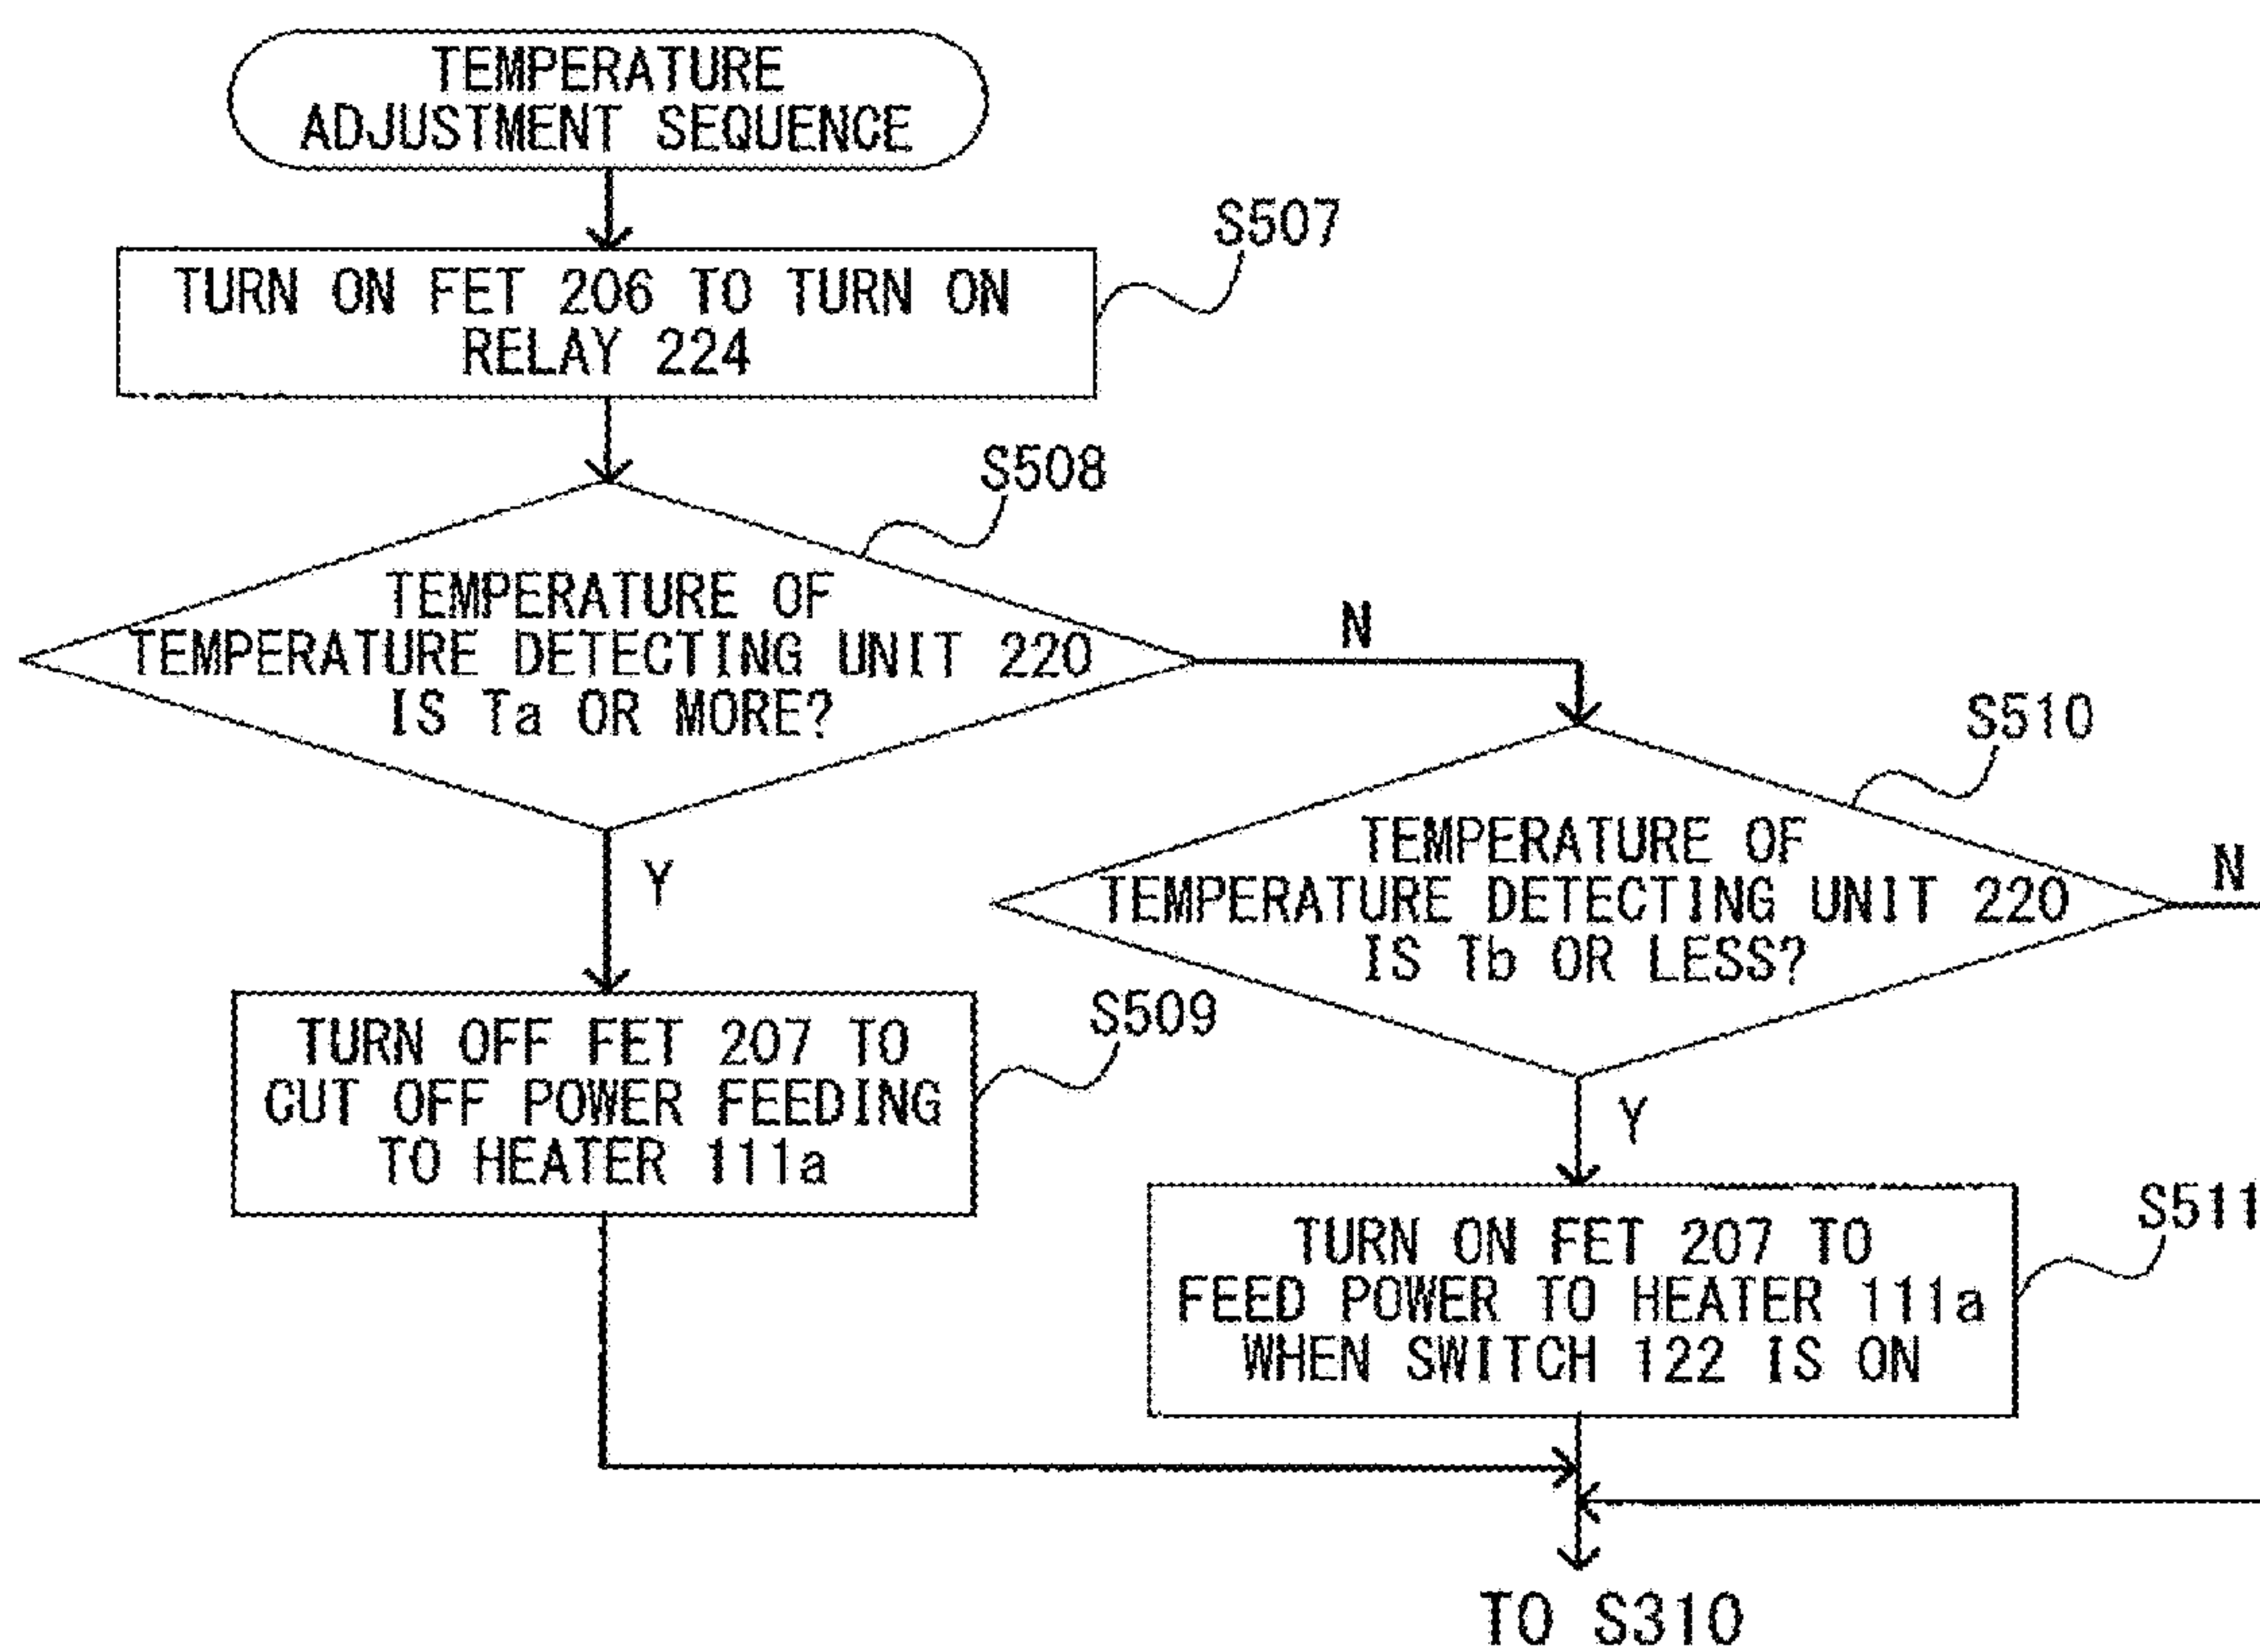 TEMPERATURE
ADJUSTMENT SEQUENCE
S507
TURN ON FET 206 TO TURN ON
RELAY 224
S508
TEMPERATURE OF
TEMPERATURE DETECTING UNIT 220
IS Ta OR MORE?
N
S510
TEMPERATURE OF
TEMPERATURE DETECTING UNIT 220
IS Tb OR LESS?
N
Y
S509
TURN OFF FET 207 TO
CUT OFF POWER FEEDING
TO HEATER 111a
Y
S511
TURN ON FET 207 TO
FEED POWER TO HEATER 111a
WHEN SWITCH 122 IS ON
TO S310